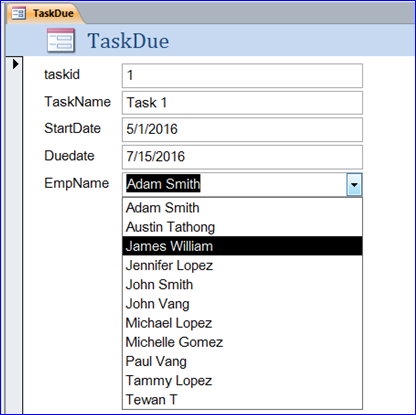 TaskDue
TaskDue
taskid 1
TaskName Task 1
StartDate 5/1/2016
Duedate 7/15/2016
EmpName Adam Smith
Adam Smith
Austin Tathong
James William
Jennifer Lopez
John Smith
John Vang
Michael Lopez
Michelle Gomez
Paul Vang
Tammy Lopez
Tewan T